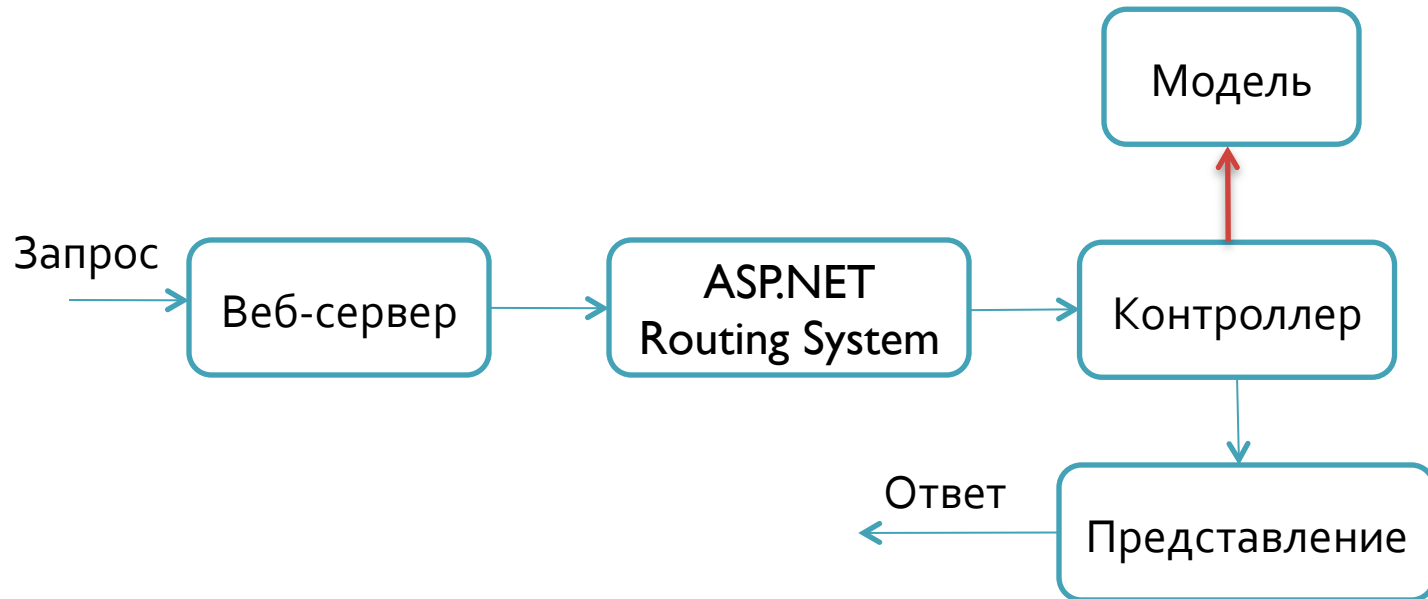 Модель
Запрос
Веб-сервер
ASP.NET
Routing System
Контроллер
Ответ
Представление